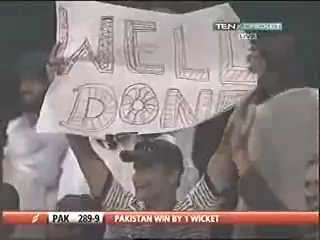 TEN CRICKET
LIVE
WELL
DONE
PAK 289-9 PAKISTAN WIN BY 1 WICKET